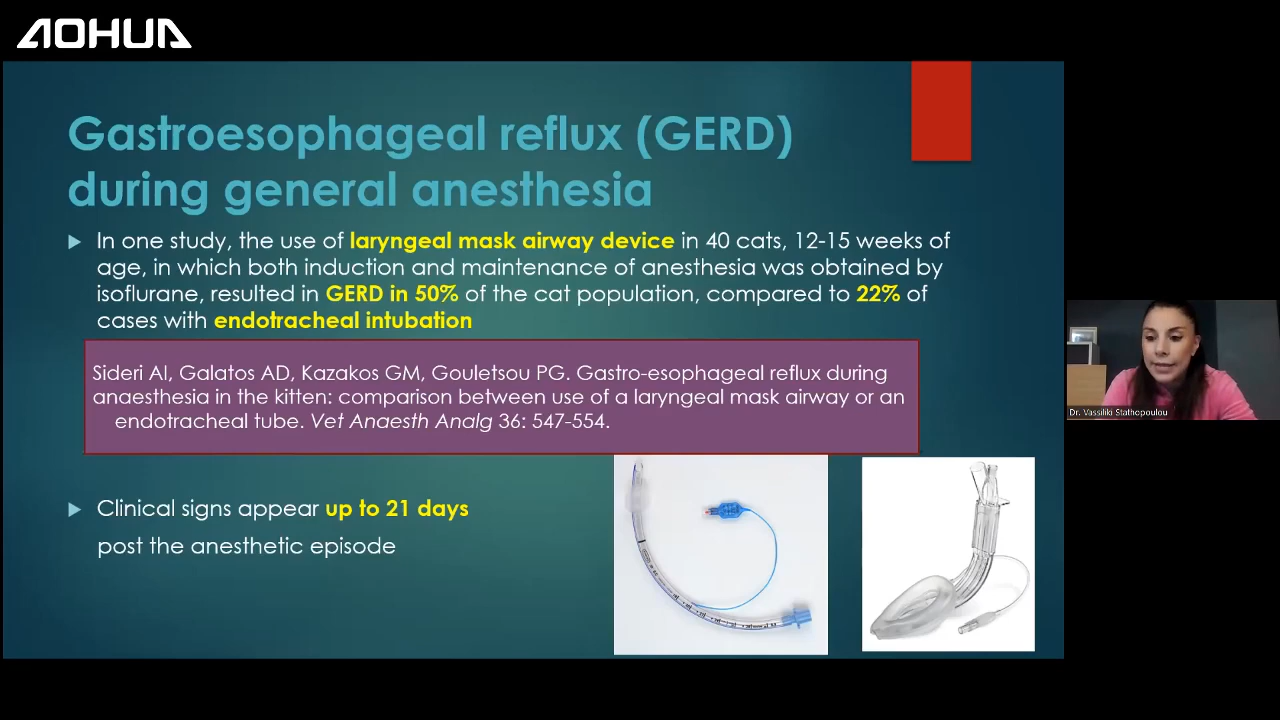 AOHUA
Gastroesophageal reflux (GERD)
during general anesthesia
In one study, the use of laryngeal mask airway device in 40 cats, 12-15 weeks of
age, in which both induction and maintenance of anesthesia was obtained by
isoflurane, resulted in GERD in 50% of the cat population, compared to 22% of
cases with endotracheal intubation
Sideri AI, Galatos AD, Kazakos GM, Gouletsou PG. Gastro-esophageal reflux during
anaesthesia in the kitten: comparison between use of a laryngeal mask airway or an
endotracheal tube. Vet Anaesth Analg 36: 547-554.
Clinical signs appear up to 21 days
post the anesthetic episode
Dr. Vassiliki Stathopoulou